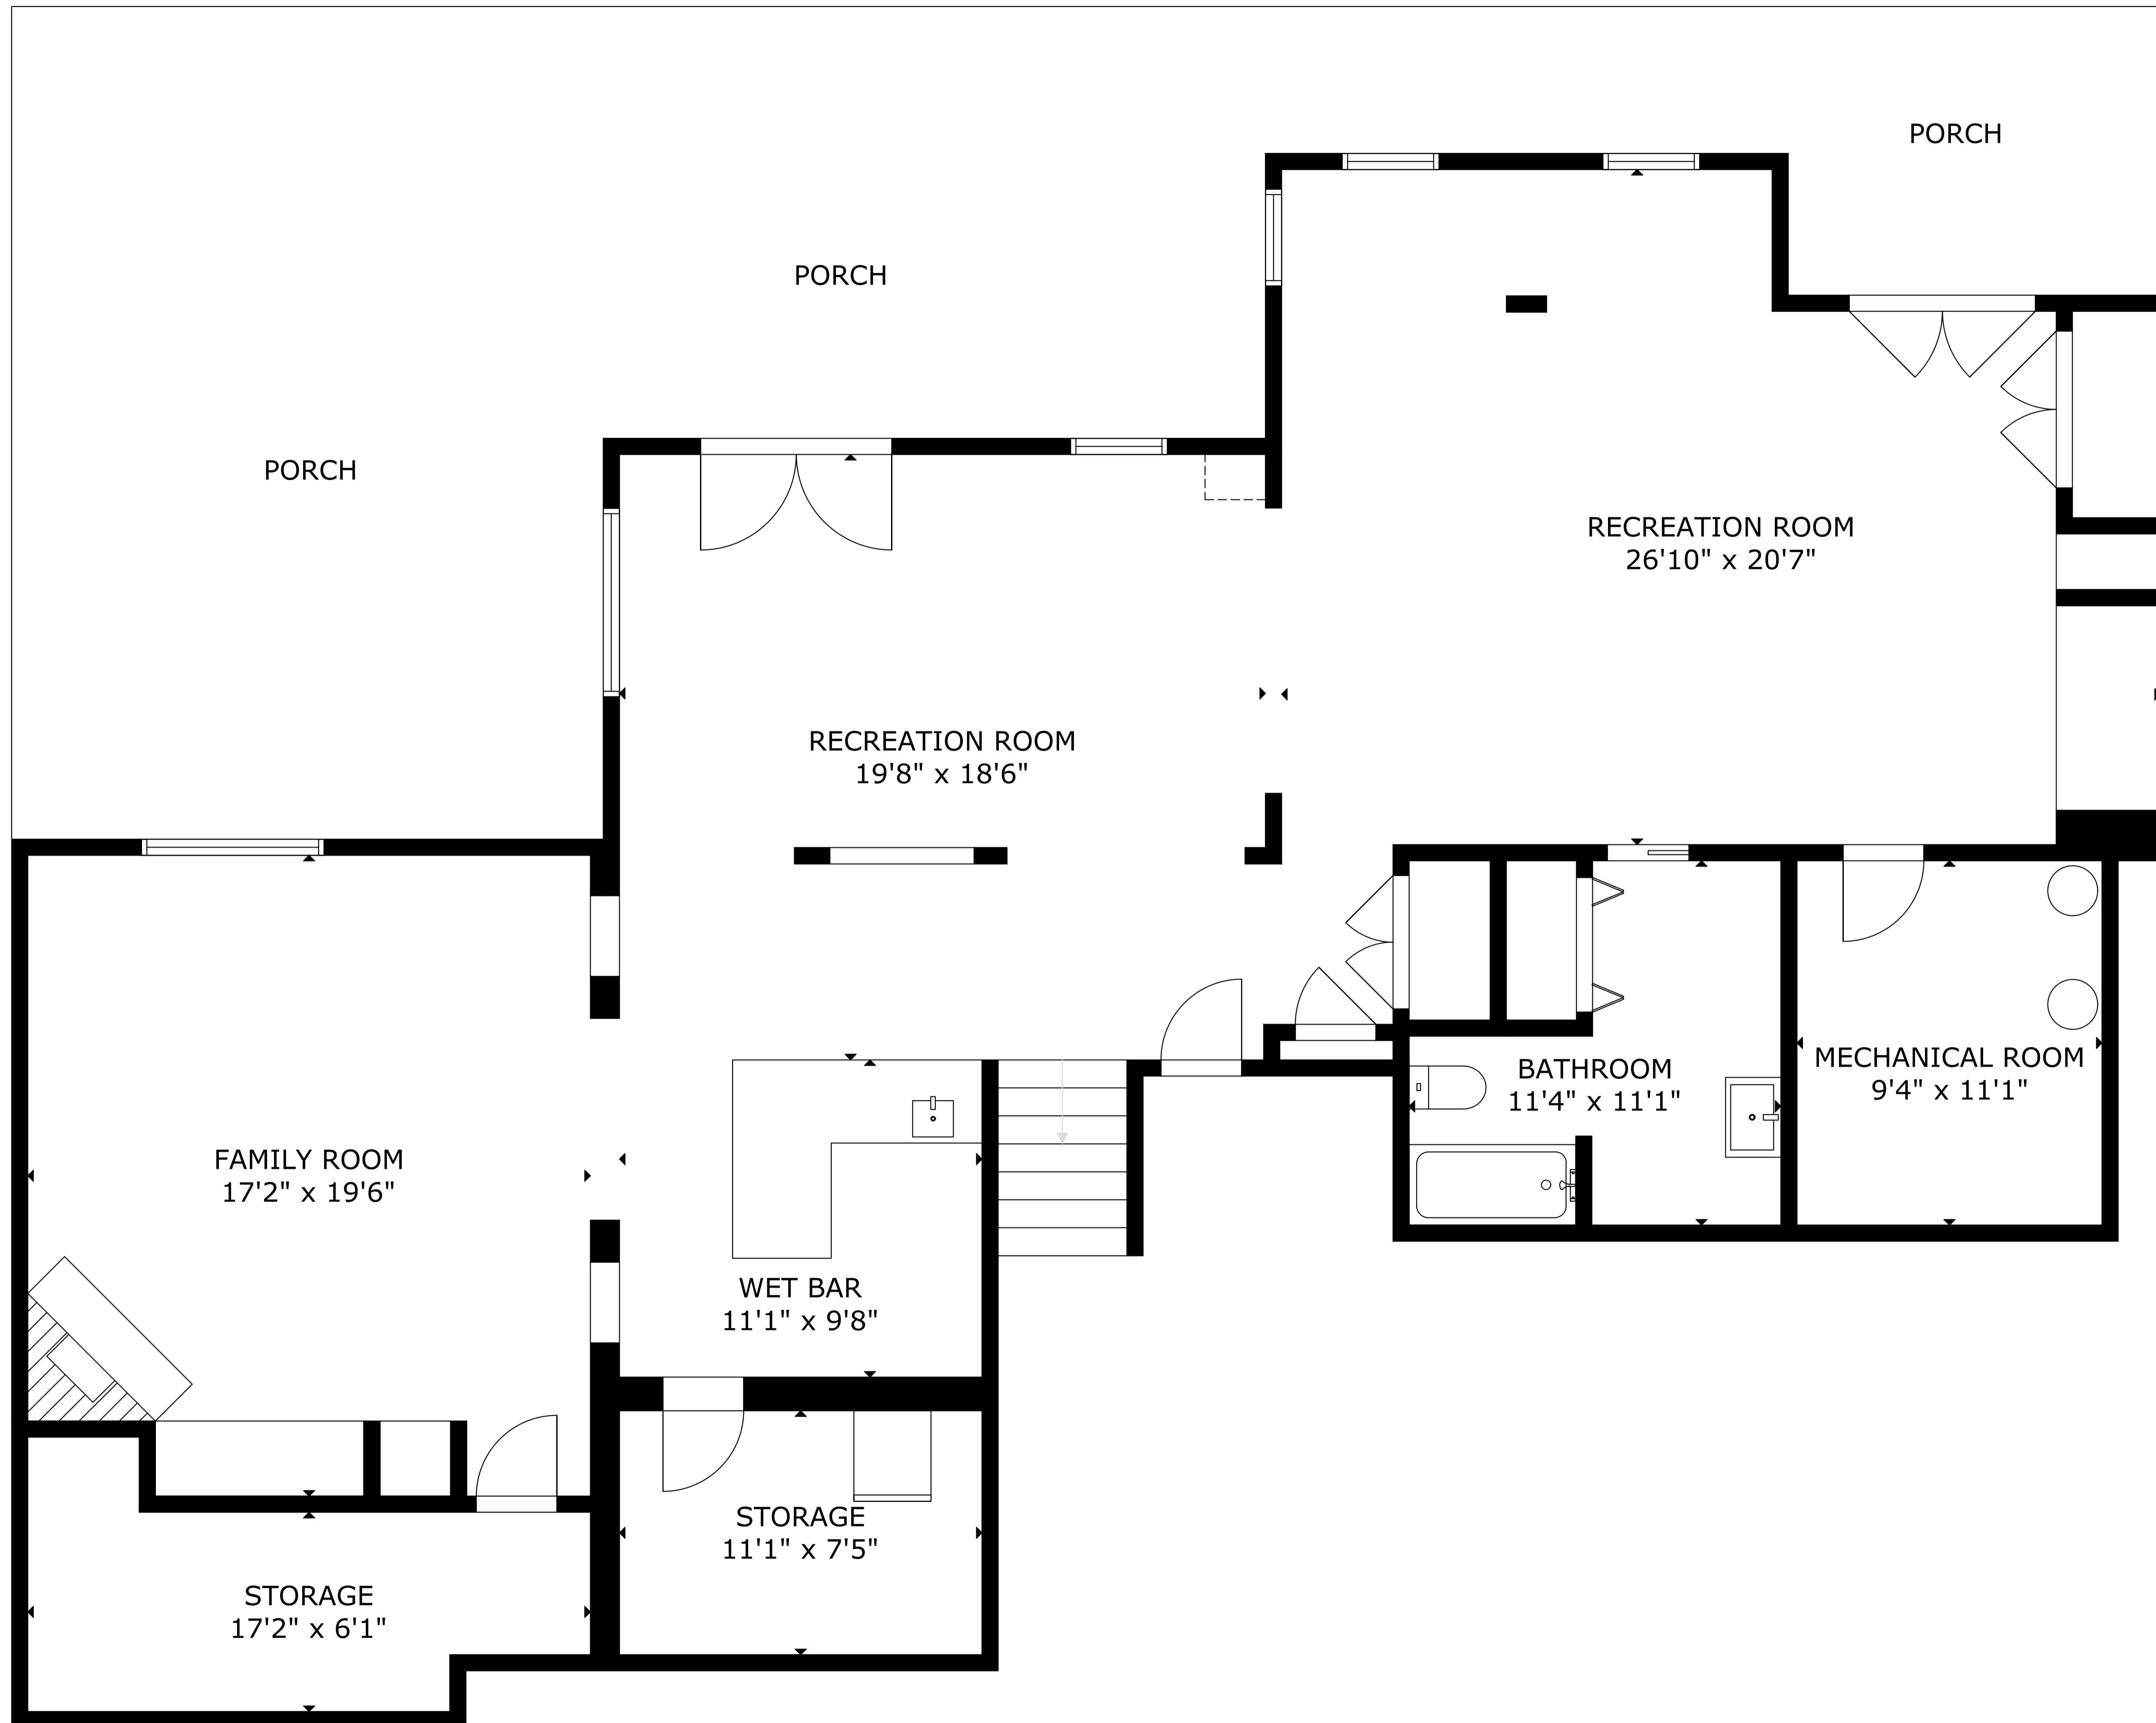 PORCH
PORCH
PORCH
RECREATION ROOM
26'10" x 20'7"
RECREATION ROOM
19'8" x 18'6"
BATHROOM
11'4" x 11'1"
MECHANICAL ROOM
9'4" x 11'1"
FAMILY ROOM
17'2" x 19'6"
WET BAR
11'1" x 9'8"
STORAGE
11'1" x 7'5"
STORAGE
17'2" x 6'1"